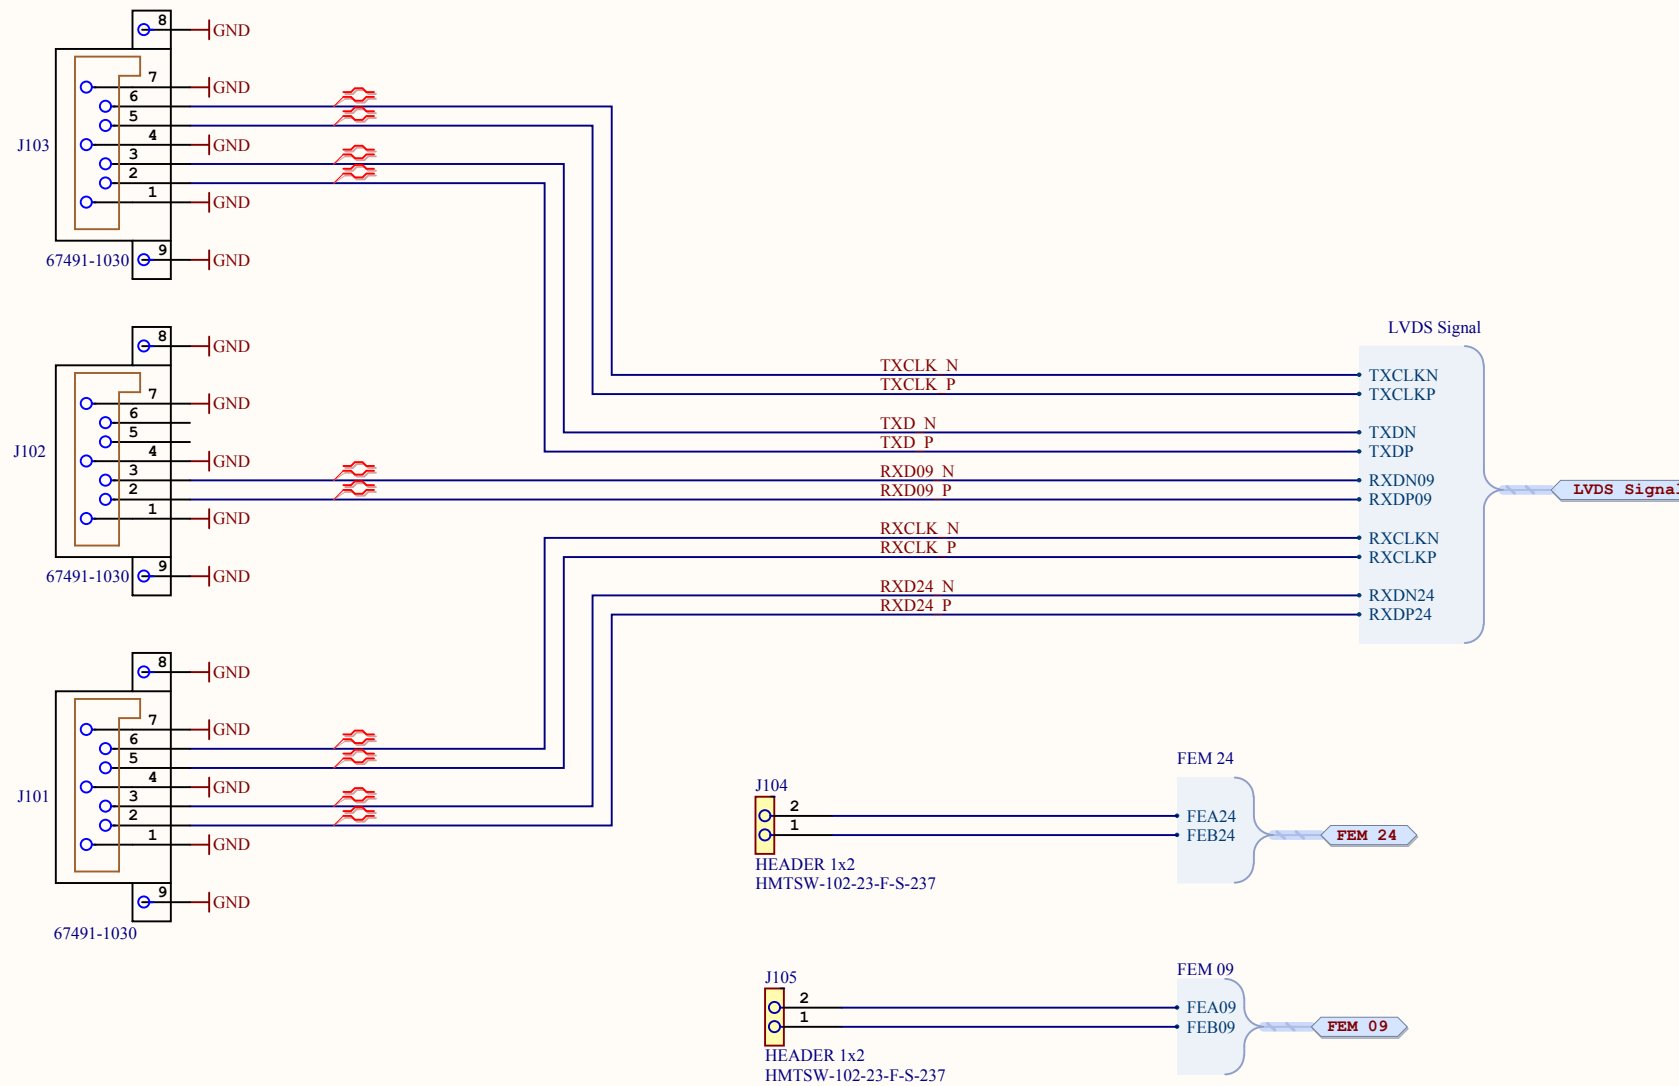 8 GND
7 GND
6
5
4 GND
3
2
1 GND
9 GND
J103
67491-1030
8 GND
7 GND
6
5
4 GND
3
2
1 GND
9 GND
J102
67491-1030
8 GND
7 GND
6
5
4 GND
3
2
1 GND
9 GND
J101
67491-1030
TXCLK_N
TXCLK_P
TXD_N
TXD_P
RXD09_N
RXD09_P
RXCLK_N
RXCLK_P
RXD24_N
RXD24_P
LVDS Signal
TXCLKN
TXCLKP
TXDN
TXDP
RXDN09
RXDP09
RXCLKN
RXCLKP
RXDN24
RXDP24
LVDS Signal
J104
2
1
HEADER 1x2
HMTSW-102-23-F-S-237
FEM 24
FEA24
FEB24
FEM 24
J105
2
1
HEADER 1x2
HMTSW-102-23-F-S-237
FEM 09
FEA09
FEB09
FEM 09